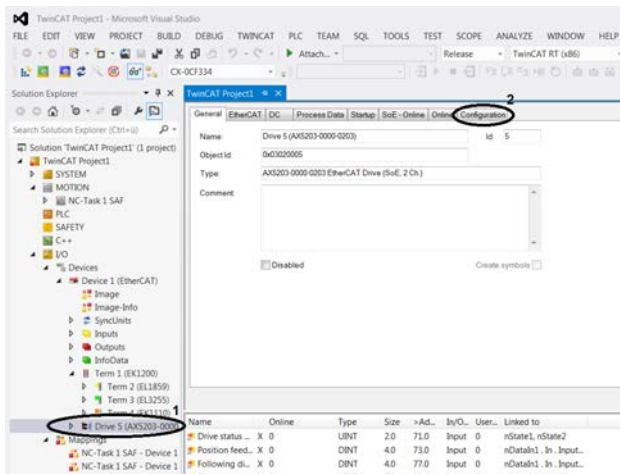 TwinCAT Project1 - Microsoft Visual Studio
FILE EDIT VIEW PROJECT BUILD DEBUG TWINCAT PLC TEAM SQL TOOLS TEST SCOPE ANALYZE WINDOW HELP
Attach... Release TwinCAT RT (x86)
CX-0CF334
Solution Explorer
Search Solution Explorer (Ctrl+ü)
Solution 'TwinCAT Project1' (1 project)
TwinCAT Project1
SYSTEM
MOTION
NC-Task 1 SAF
PLC
SAFETY
C++
I/O
Devices
Device 1 (EtherCAT)
Image
Image-Info
SyncUnits
Inputs
Outputs
InfoData
Term 1 (EK1200)
Term 2 (EL1859)
Term 3 (EL3255)
Term 4 (EK1110)
1
Drive 5 (AX5203-0000
Mappings
NC-Task 1 SAF - Device 1
NC-Task 1 SAF - Device 1
TwinCAT Project1
2
General EtherCAT DC Process Data Startup SoE - Online Online Configuration
Name: Drive 5 (AX5203-0000-0203) Id: 5
Object Id: 0x03020005
Type: AX5203-0000-0203 EtherCAT Drive (SoE, 2 Ch.)
Comment:
Disabled Create symbols
Name Online Type Size >Ad... In/O... User... Linked to
Drive status ... X 0 UINT 2.0 71.0 Input 0 nState1, nState2
Position feed... X 0 DINT 4.0 73.0 Input 0 nDataIn1 . In . Input...
Following di... X 0 DINT 4.0 77.0 Input 0 nDataIn1 . In . Input...